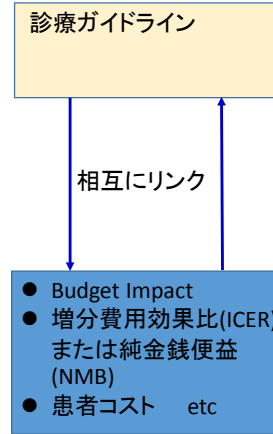 診療ガイドライン
相互にリンク
● Budget Impact
● 増分費用効果比(ICER)
または純金銭便益
(NMB)
● 患者コスト　etc